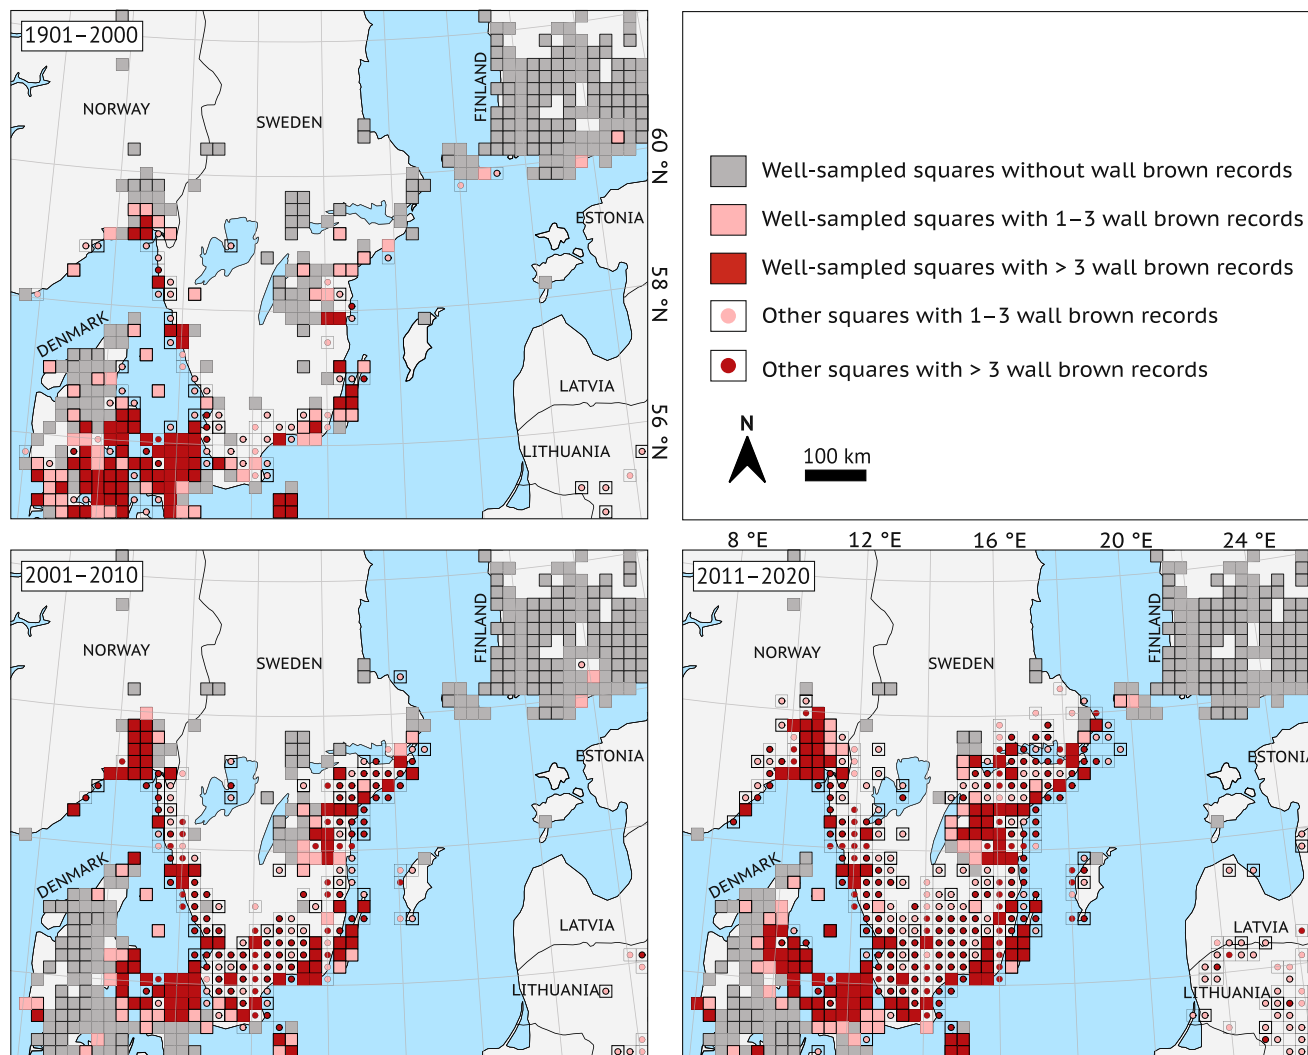 1901–2000
NORWAY
SWEDEN
FINLAND
ESTONIA
DENMARK
LATVIA
LITHUANIA
60 °N
58 °N
56 °N
Well-sampled squares without wall brown records
Well-sampled squares with 1–3 wall brown records
Well-sampled squares with > 3 wall brown records
Other squares with 1–3 wall brown records
Other squares with > 3 wall brown records
N
100 km
8 °E 12 °E 16 °E 20 °E 24 °E
2001–2010
NORWAY
SWEDEN
FINLAND
ESTONIA
DENMARK
LATVIA
LITHUANIA
2011–2020
NORWAY
SWEDEN
FINLAND
ESTONIA
DENMARK
LATVIA
LITHUANIA